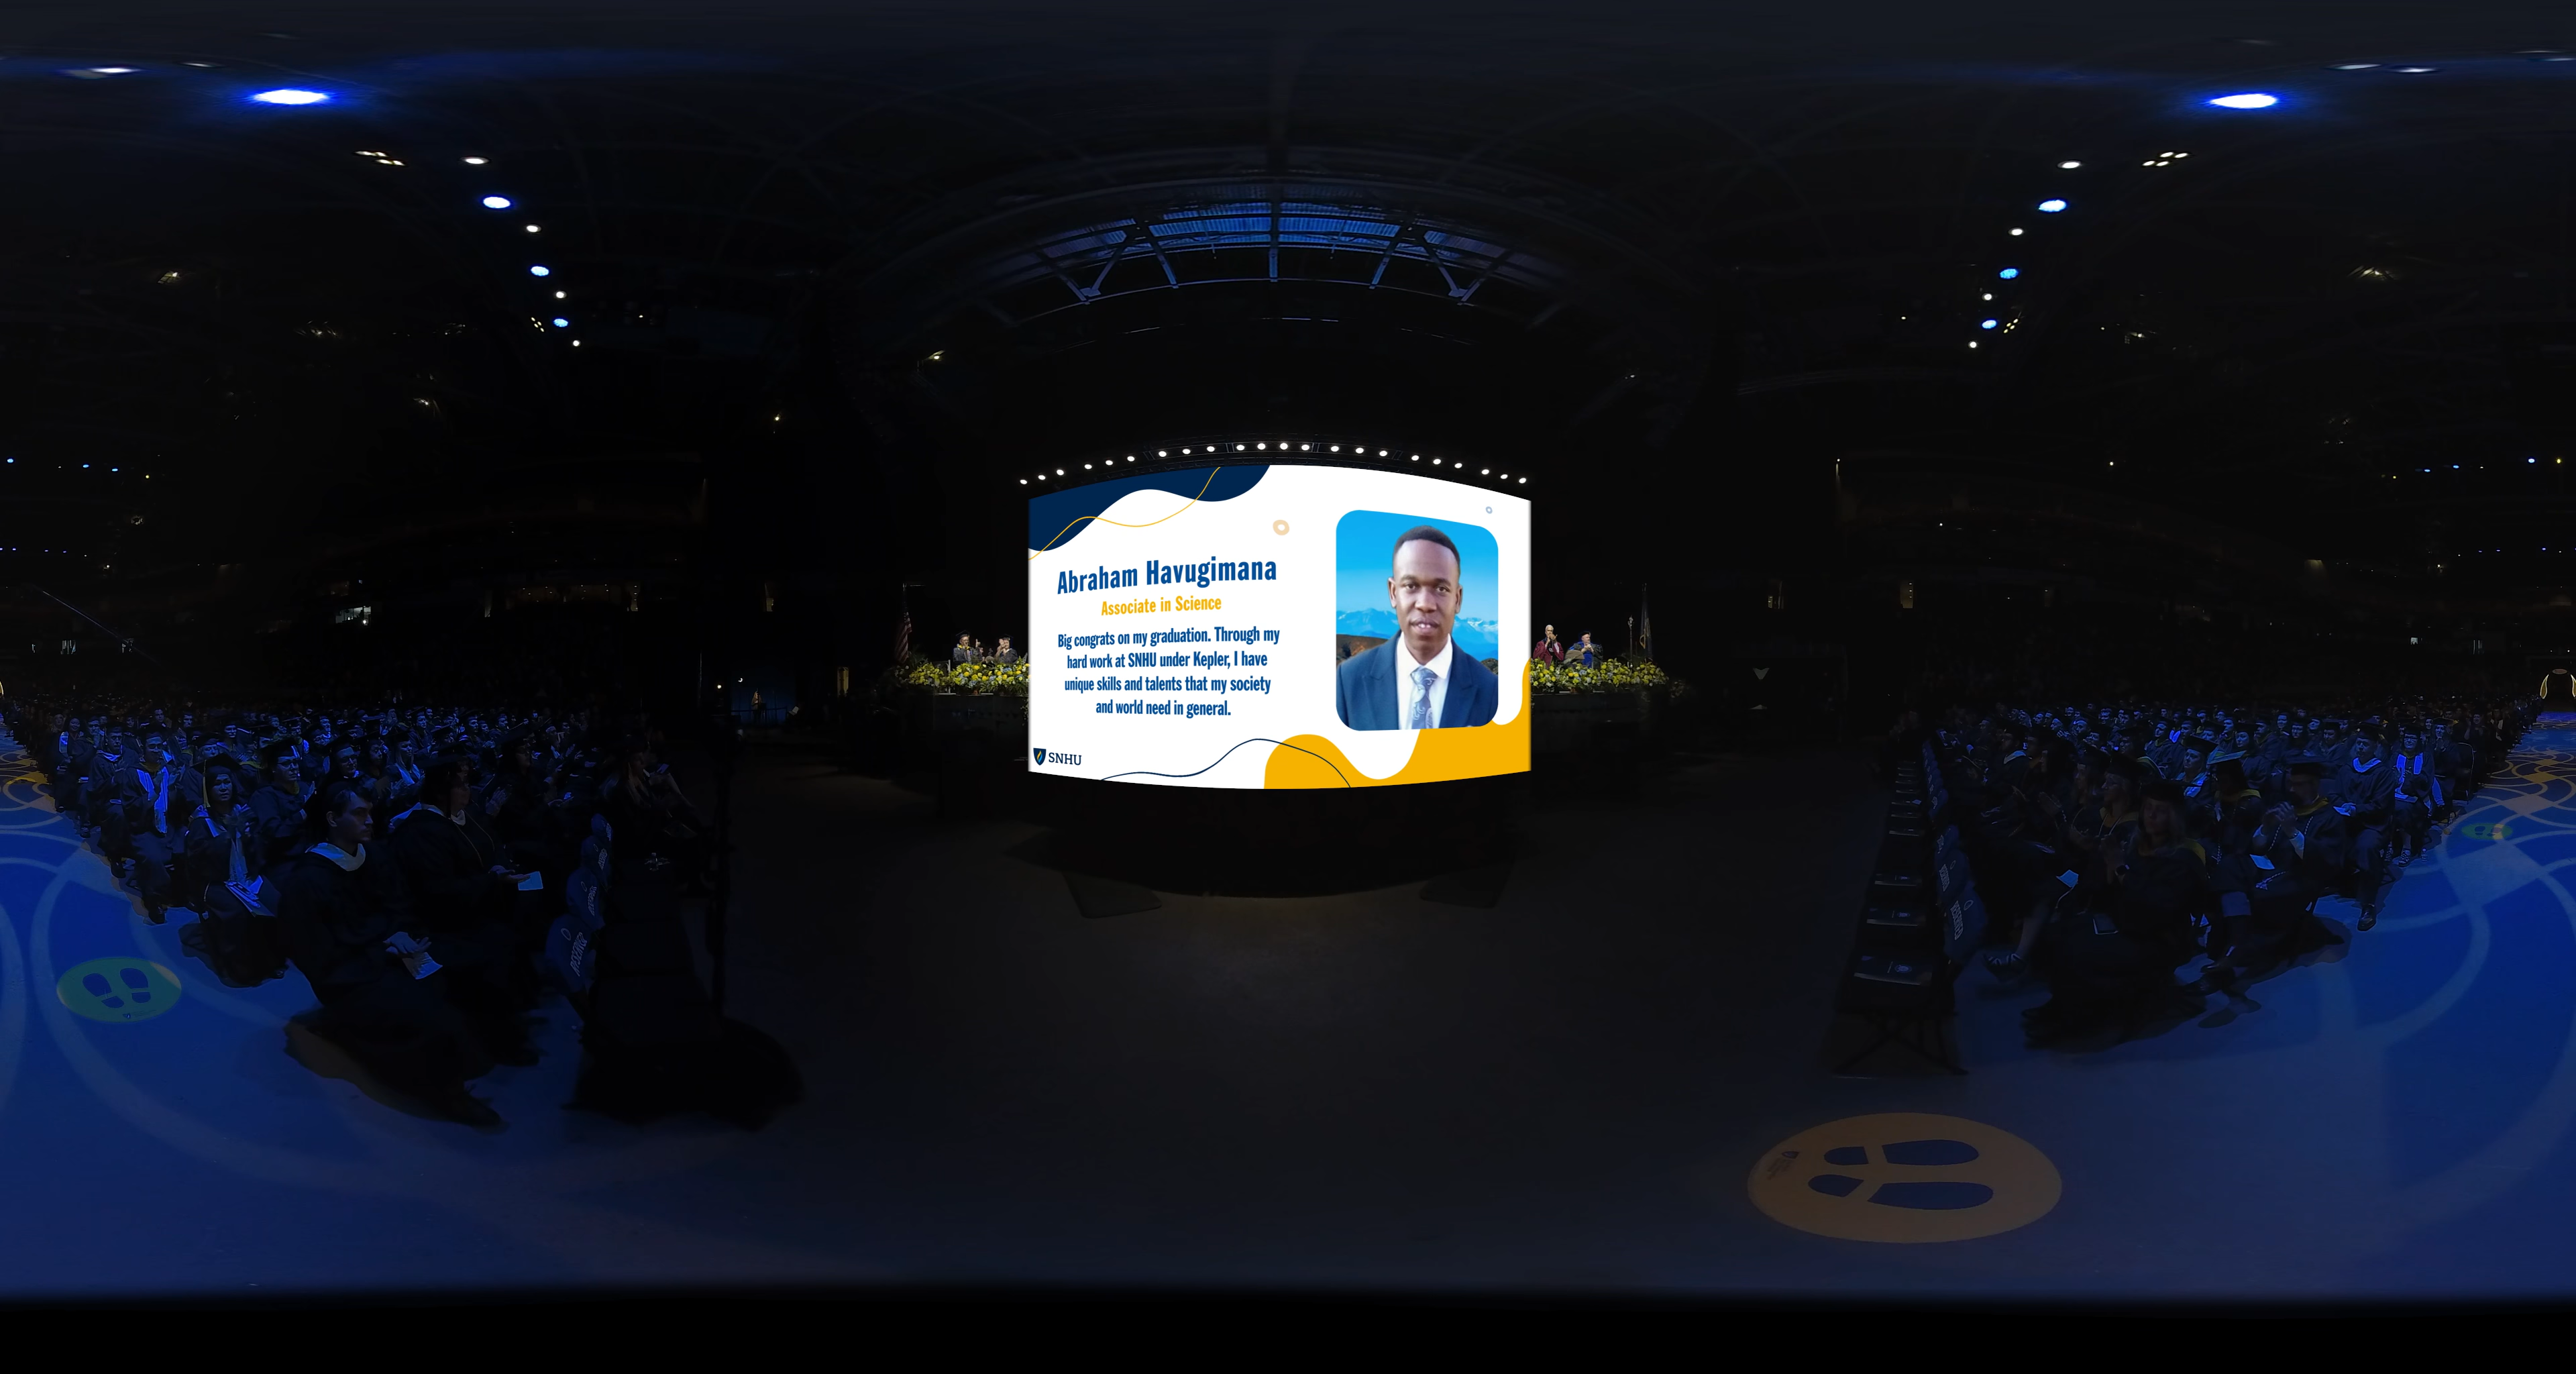 Abraham Havugimana
Associate in Science
Big congrats on my graduation. Through my
hard work at SNHU under Kepler, I have
unique skills and talents that my society
and world need in general.
SNHU